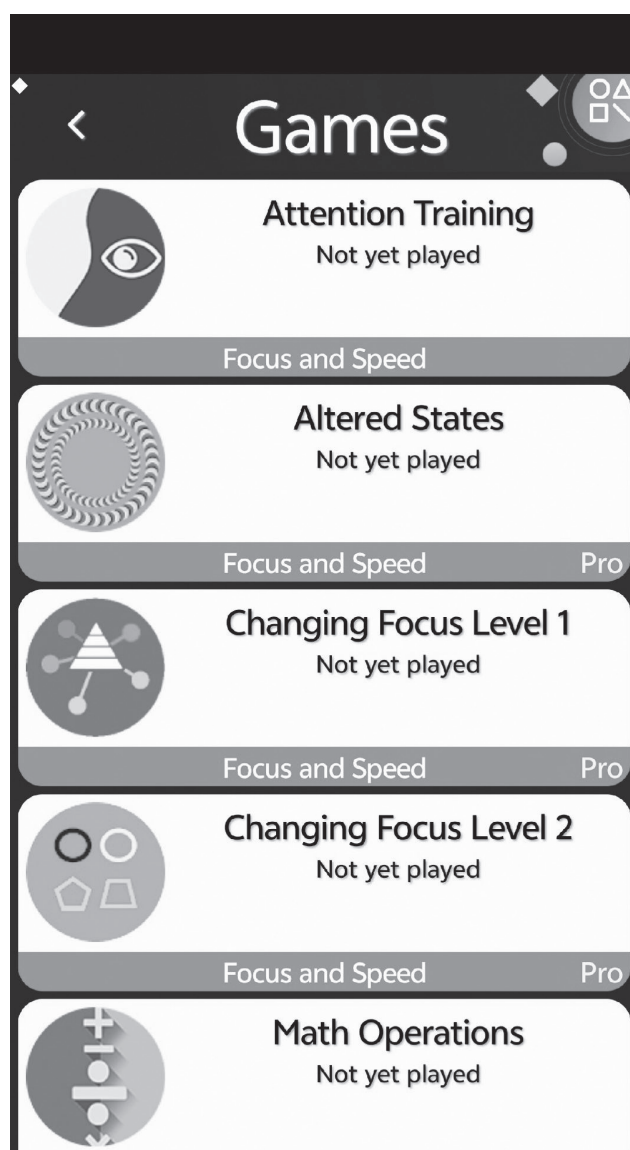 Games
Attention Training
Not yet played
Focus and Speed
Altered States
Not yet played
Focus and Speed Pro
Changing Focus Level 1
Not yet played
Focus and Speed Pro
Changing Focus Level 2
Not yet played
Focus and Speed Pro
Math Operations
Not yet played